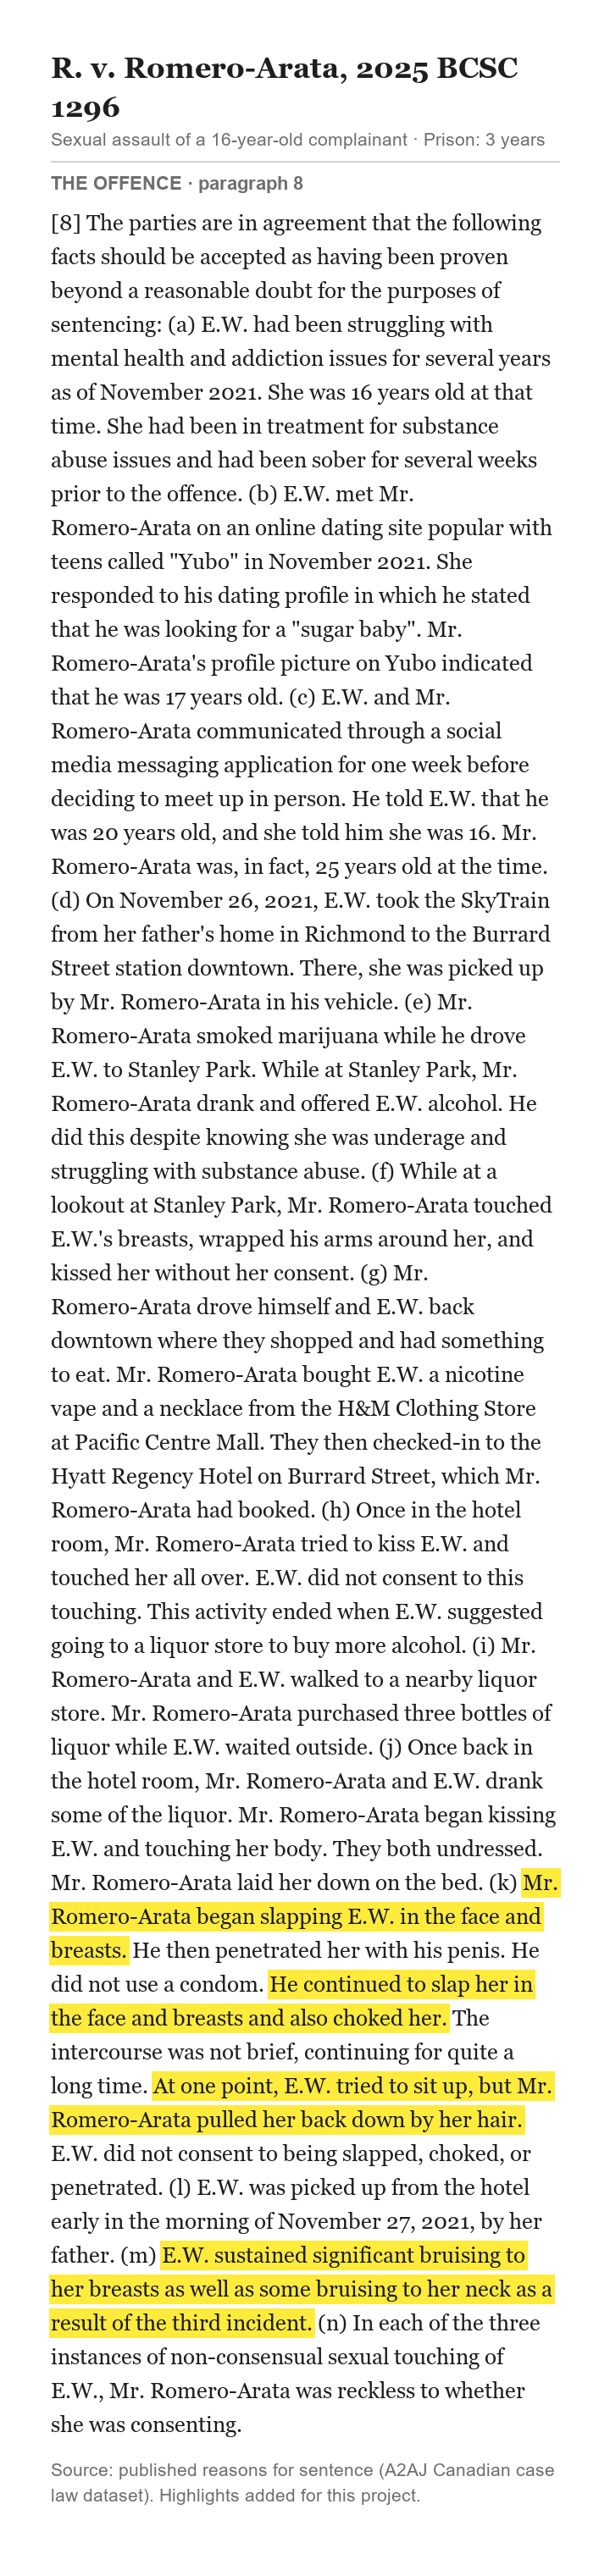 R. v. Romero-Arata, 2025 BCSC
1296
Sexual assault of a 16-year-old complainant · Prison: 3 years
THE OFFENCE · paragraph 8
[8] The parties are in agreement that the following
facts should be accepted as having been proven
beyond a reasonable doubt for the purposes of
sentencing: (a) E.W. had been struggling with
mental health and addiction issues for several years
as of November 2021. She was 16 years old at that
time. She had been in treatment for substance
abuse issues and had been sober for several weeks
prior to the offence. (b) E.W. met Mr.
Romero-Arata on an online dating site popular with
teens called "Yubo" in November 2021. She
responded to his dating profile in which he stated
that he was looking for a "sugar baby". Mr.
Romero-Arata's profile picture on Yubo indicated
that he was 17 years old. (c) E.W. and Mr.
Romero-Arata communicated through a social
media messaging application for one week before
deciding to meet up in person. He told E.W. that he
was 20 years old, and she told him she was 16. Mr.
Romero-Arata was, in fact, 25 years old at the time.
(d) On November 26, 2021, E.W. took the SkyTrain
from her father's home in Richmond to the Burrard
Street station downtown. There, she was picked up
by Mr. Romero-Arata in his vehicle. (e) Mr.
Romero-Arata smoked marijuana while he drove
E.W. to Stanley Park. While at Stanley Park, Mr.
Romero-Arata drank and offered E.W. alcohol. He
did this despite knowing she was underage and
struggling with substance abuse. (f) While at a
lookout at Stanley Park, Mr. Romero-Arata touched
E.W.'s breasts, wrapped his arms around her, and
kissed her without her consent. (g) Mr.
Romero-Arata drove himself and E.W. back
downtown where they shopped and had something
to eat. Mr. Romero-Arata bought E.W. a nicotine
vape and a necklace from the H&M Clothing Store
at Pacific Centre Mall. They then checked-in to the
Hyatt Regency Hotel on Burrard Street, which Mr.
Romero-Arata had booked. (h) Once in the hotel
room, Mr. Romero-Arata tried to kiss E.W. and
touched her all over. E.W. did not consent to this
touching. This activity ended when E.W. suggested
going to a liquor store to buy more alcohol. (i) Mr.
Romero-Arata and E.W. walked to a nearby liquor
store. Mr. Romero-Arata purchased three bottles of
liquor while E.W. waited outside. (j) Once back in
the hotel room, Mr. Romero-Arata and E.W. drank
some of the liquor. Mr. Romero-Arata began kissing
E.W. and touching her body. They both undressed.
Mr. Romero-Arata laid her down on the bed. (k) Mr.
Romero-Arata began slapping E.W. in the face and
breasts. He then penetrated her with his penis. He
did not use a condom. He continued to slap her in
the face and breasts and also choked her. The
intercourse was not brief, continuing for quite a
long time. At one point, E.W. tried to sit up, but Mr.
Romero-Arata pulled her back down by her hair.
E.W. did not consent to being slapped, choked, or
penetrated. (l) E.W. was picked up from the hotel
early in the morning of November 27, 2021, by her
father. (m) E.W. sustained significant bruising to
her breasts as well as some bruising to her neck as a
result of the third incident. (n) In each of the three
instances of non-consensual sexual touching of
E.W., Mr. Romero-Arata was reckless to whether
she was consenting.
Source: published reasons for sentence (A2AJ Canadian case
law dataset). Highlights added for this project.